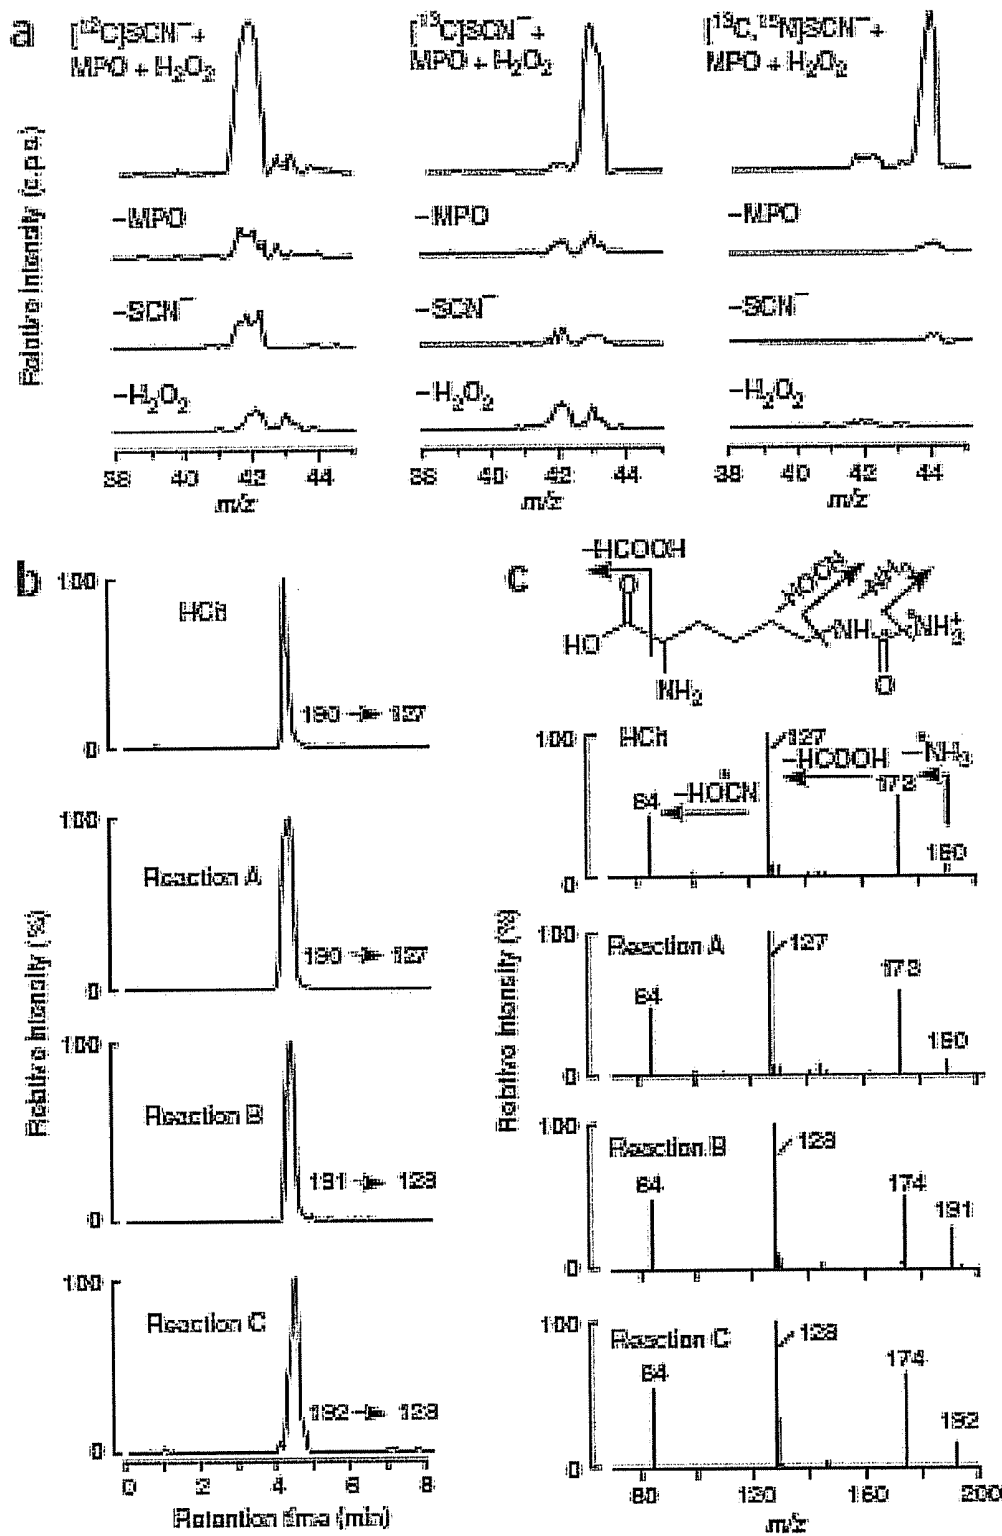 a
[12C]SCN− +
MPO + H2O2
[13C]SCN− +
MPO + H2O2
[13C,15N]SCN− +
MPO + H2O2
Relative intensity (c.p.s.)
−MPO
−MPO
−MPO
−SCN−
−SCN−
−SCN−
−H2O2
−H2O2
−H2O2
38 40 42 44
38 40 42 44
38 40 42 44
m/z
m/z
m/z
b
100
HCit
190 → 127
0
100
Reaction A
190 → 127
0
100
Reaction B
191 → 128
0
100
Reaction C
192 → 128
0
0 2 4 6 8
Retention time (min)
Relative intensity (%)
c
−HCOOH
O
HO
NH2
NH
O
NH2+
100
HCit
127
−HCOOH
−NH3
−HOCN
84
173
190
0
100
Reaction A
127
84
173
190
0
100
Reaction B
128
84
174
191
0
100
Reaction C
128
84
174
192
0
200
m/z
Relative intensity (%)